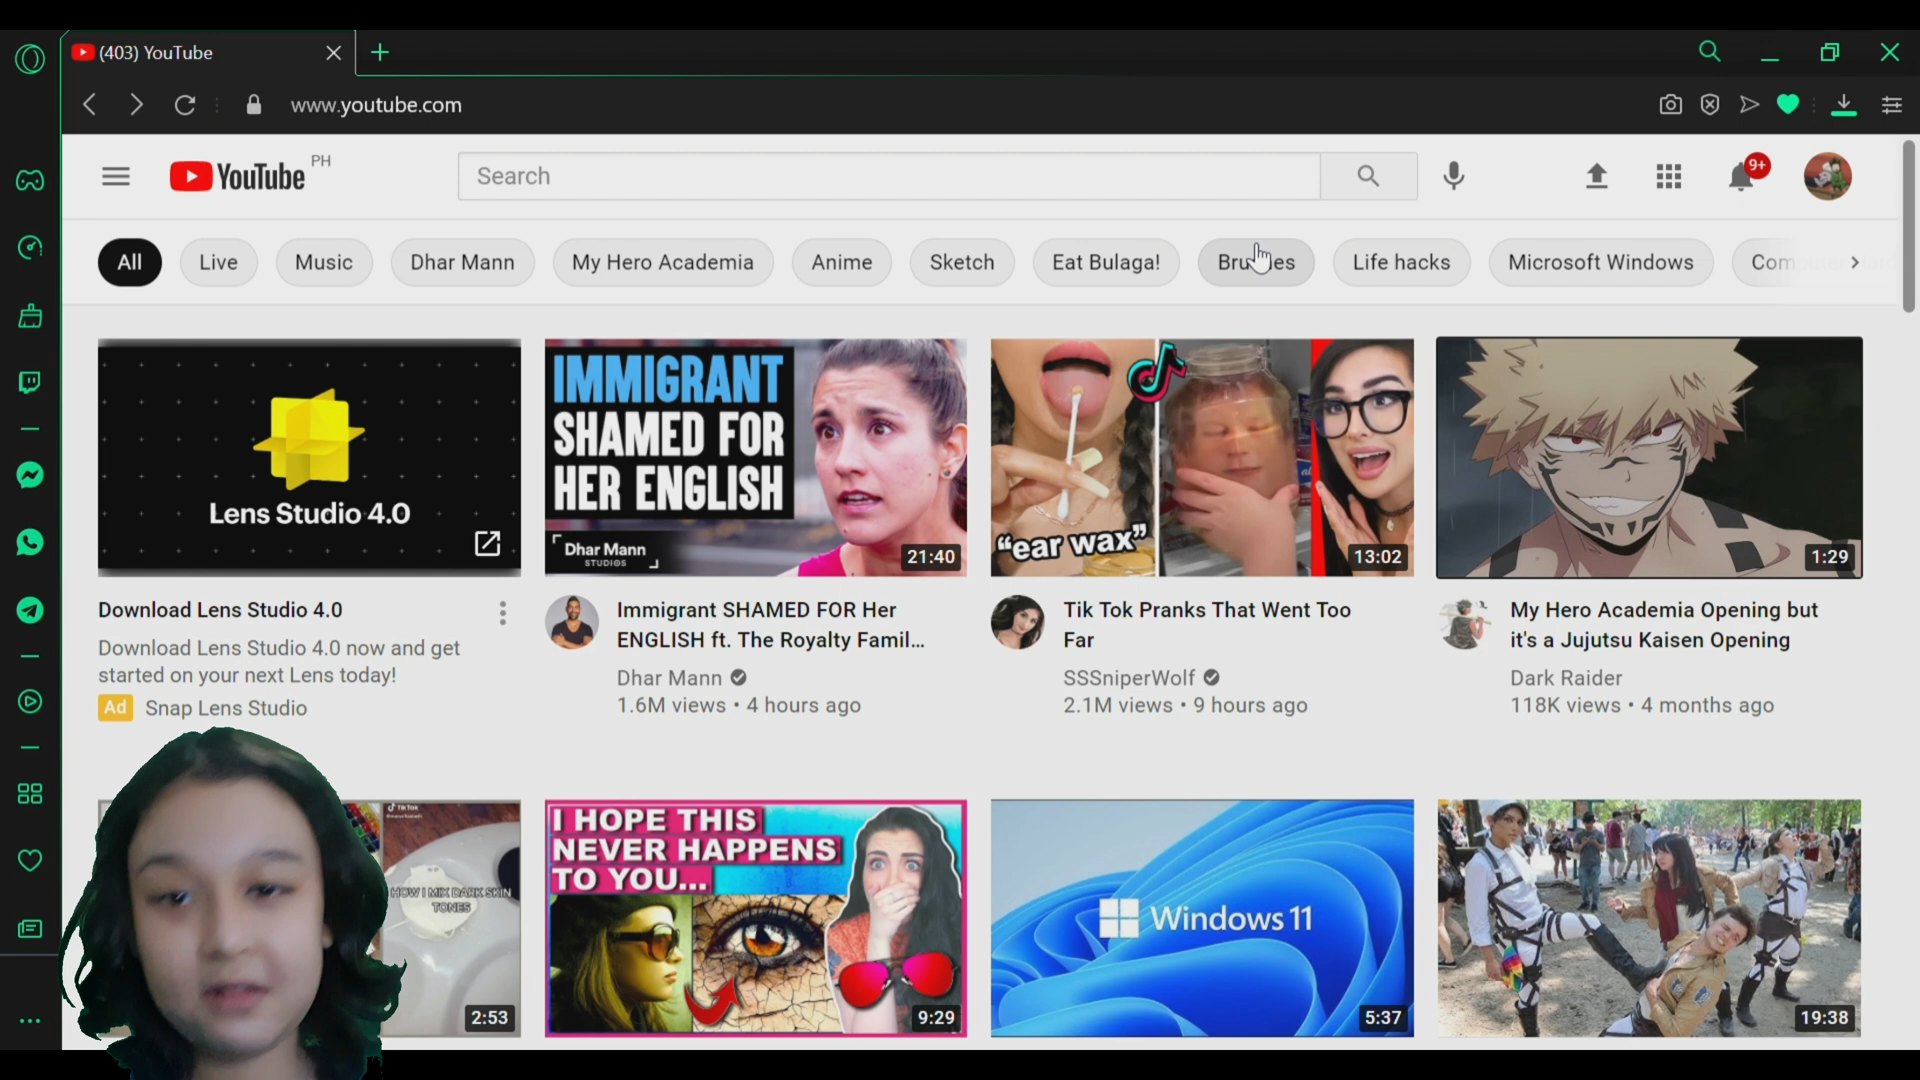 (403) YouTube
www.youtube.com
YouTube PH
Search
9+
All
Live
Music
Dhar Mann
My Hero Academia
Anime
Sketch
Eat Bulaga!
Life hacks
Microsoft Windows
Lens Studio 4.0
IMMIGRANT
SHAMED FOR
HER ENGLISH
Dhar Mann
STUDIOS
21:40
"ear wax"
13:02
1:29
Download Lens Studio 4.0
Download Lens Studio 4.0 now and get
started on your next Lens today!
Ad Snap Lens Studio
Immigrant SHAMED FOR Her
ENGLISH ft. The Royalty Famil...
Dhar Mann
1.6M views • 4 hours ago
Tik Tok Pranks That Went Too
Far
SSSniperWolf
2.1M views • 9 hours ago
My Hero Academia Opening but
it's a Jujutsu Kaisen Opening
Dark Raider
118K views • 4 months ago
TikTok
HOW I MIX DARK SKIN
TONES
2:53
I HOPE THIS
NEVER HAPPENS
TO YOU...
9:29
Windows 11
5:37
19:38